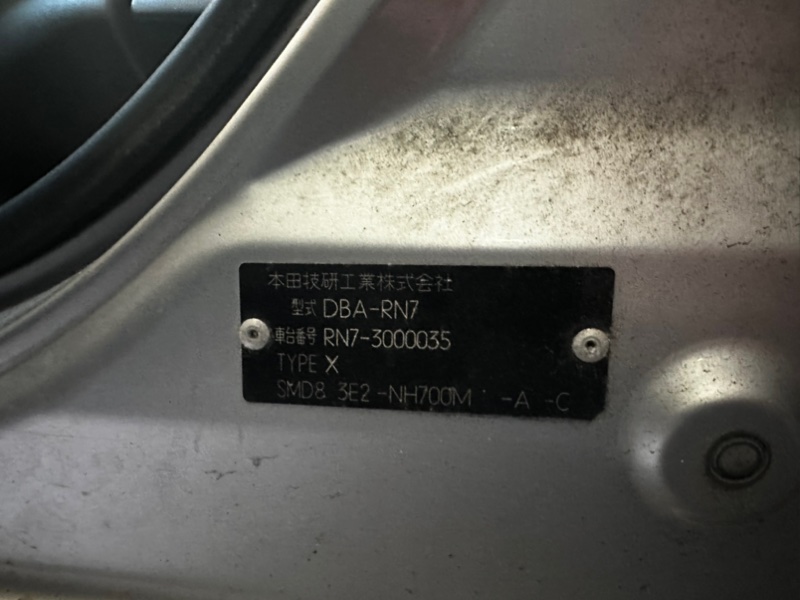 本田技研工業株式会社
型式 DBA-RN7
車台番号 RN7-3000035
TYPE X
SMD8 3E2 -NH700M -A -C